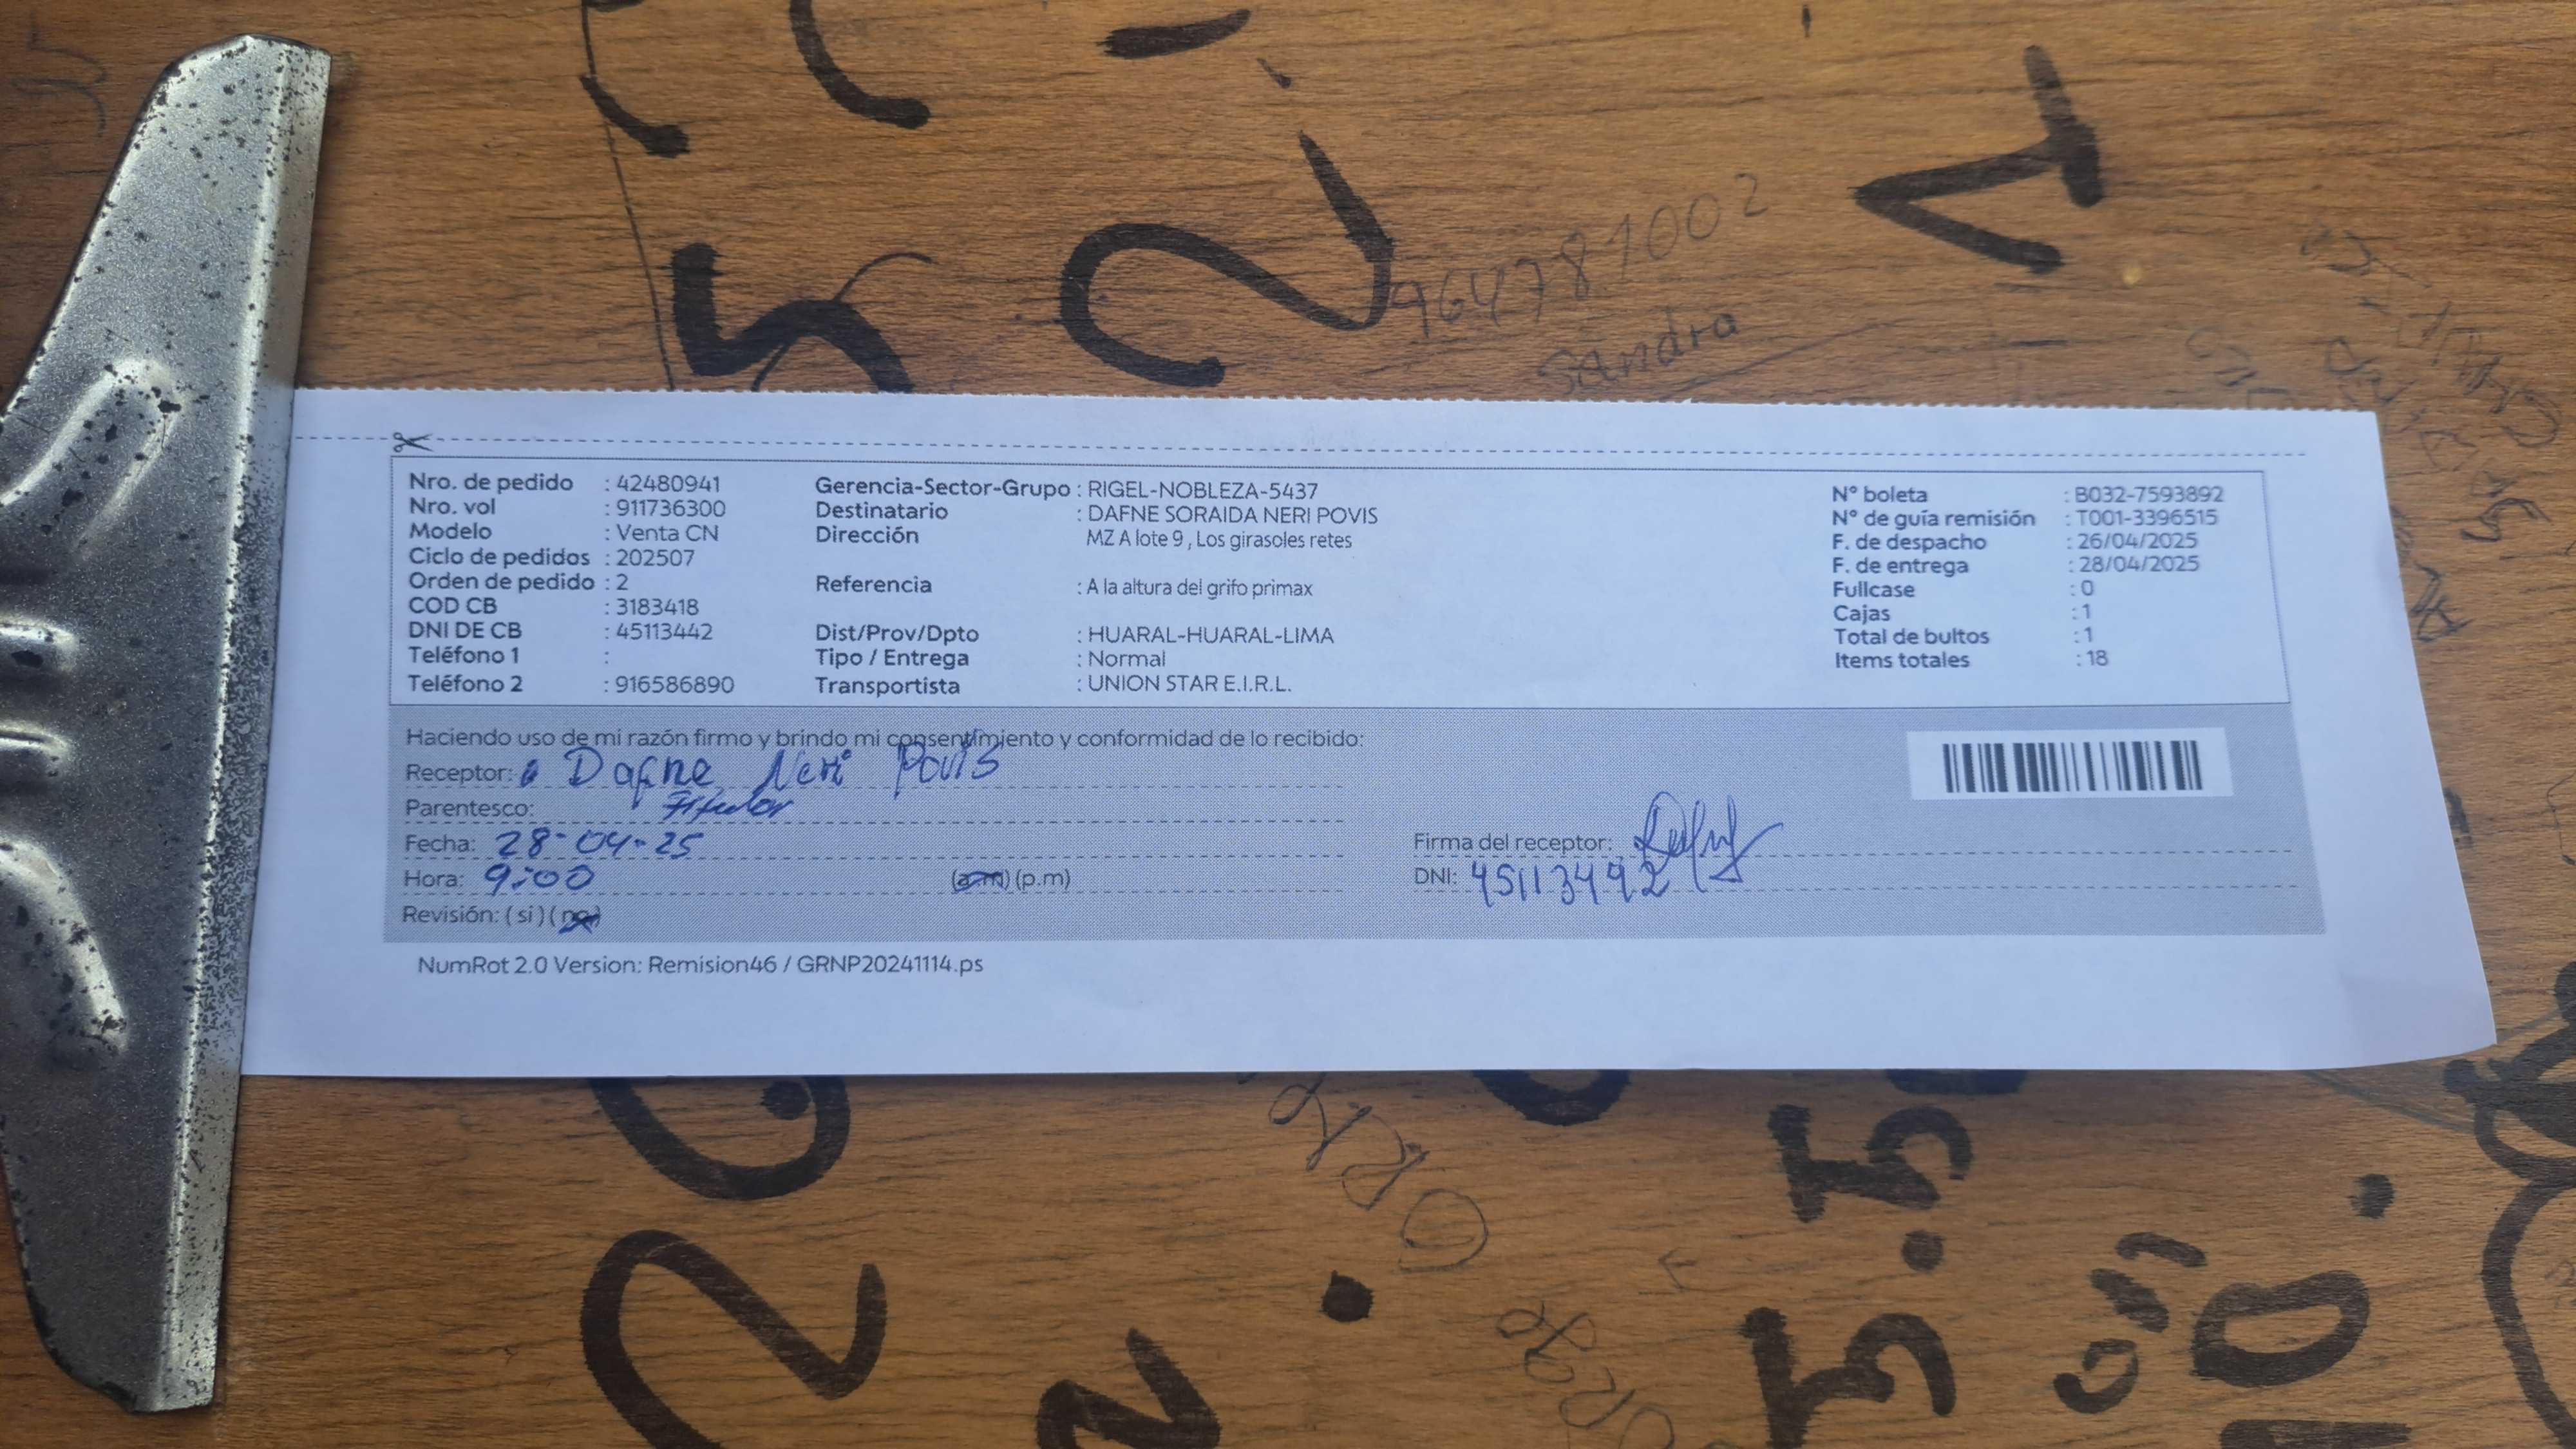 964781002
Sandra
Nro. de pedido : 42480941
Nro. vol : 911736300
Modelo : Venta CN
Ciclo de pedidos : 202507
Orden de pedido : 2
COD CB : 3183418
DNI DE CB : 45113442
Teléfono 1 :
Teléfono 2 : 916586890
Gerencia-Sector-Grupo : RIGEL-NOBLEZA-5437
Destinatario : DAFNE SORAIDA NERI POVIS
Dirección MZ A lote 9 , Los girasoles retes
Referencia : A la altura del grifo primax
Dist/Prov/Dpto : HUARAL-HUARAL-LIMA
Tipo / Entrega : Normal
Transportista : UNION STAR E.I.R.L.
N° boleta : B032-7593892
N° de guía remisión : T001-3396515
F. de despacho : 26/04/2025
F. de entrega : 28/04/2025
Fullcase : 0
Cajas : 1
Total de bultos : 1
Items totales : 18
Haciendo uso de mi razón firmo y brindo mi consentimiento y conformidad de lo recibido:
Receptor: Dafne Neri Povis
Parentesco: Titular
Fecha: 28-04-25
Hora: 9:00 (a.m) (p.m)
Revisión: ( si ) ( no )
Firma del receptor:
DNI: 45113442
NumRot 2.0 Version: Remision46 / GRNP20241114.ps